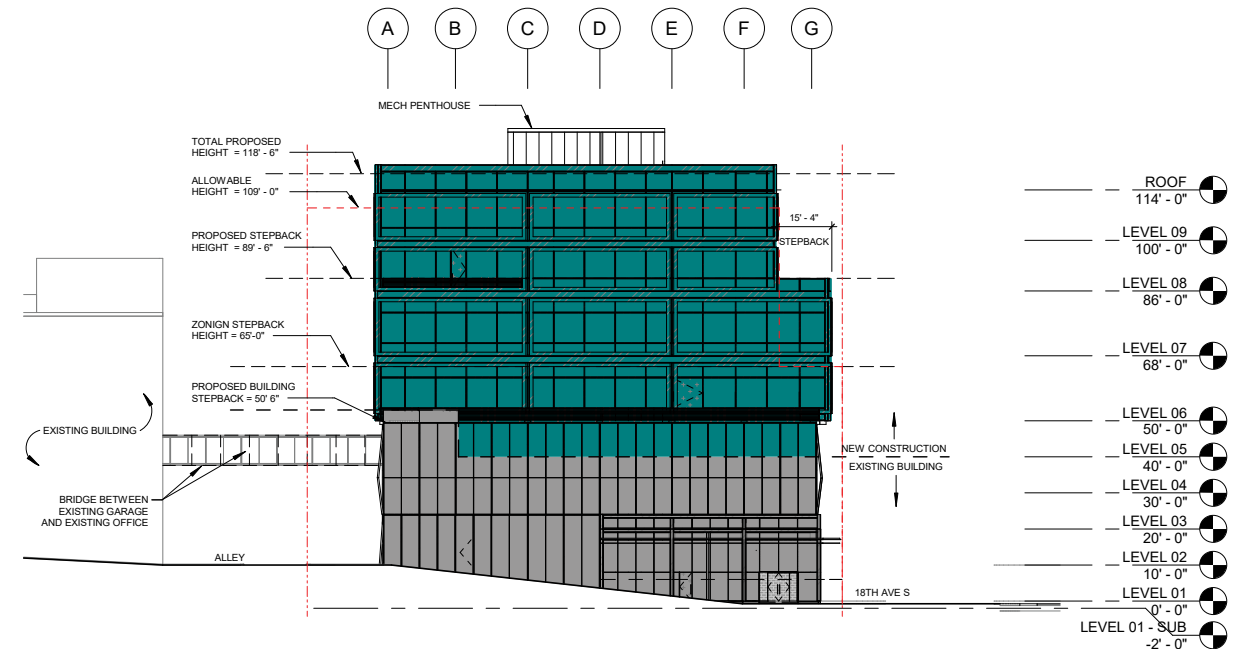 A
B
C
D
E
F
G
MECH PENTHOUSE
TOTAL PROPOSED
HEIGHT = 118' - 6"
ALLOWABLE
HEIGHT = 109' - 0"
PROPOSED STEPBACK
HEIGHT = 89' - 6"
ZONIGN STEPBACK
HEIGHT = 65'-0"
PROPOSED BUILDING
STEPBACK = 50' 6"
EXISTING BUILDING
BRIDGE BETWEEN
EXISTING GARAGE
AND EXISTING OFFICE
ALLEY
15' - 4"
STEPBACK
NEW CONSTRUCTION
EXISTING BUILDING
18TH AVE S
ROOF
114' - 0"
LEVEL 09
100' - 0"
LEVEL 08
86' - 0"
LEVEL 07
68' - 0"
LEVEL 06
50' - 0"
LEVEL 05
40' - 0"
LEVEL 04
30' - 0"
LEVEL 03
20' - 0"
LEVEL 02
10' - 0"
LEVEL 01
0' - 0"
LEVEL 01 - SUB
-2' - 0"